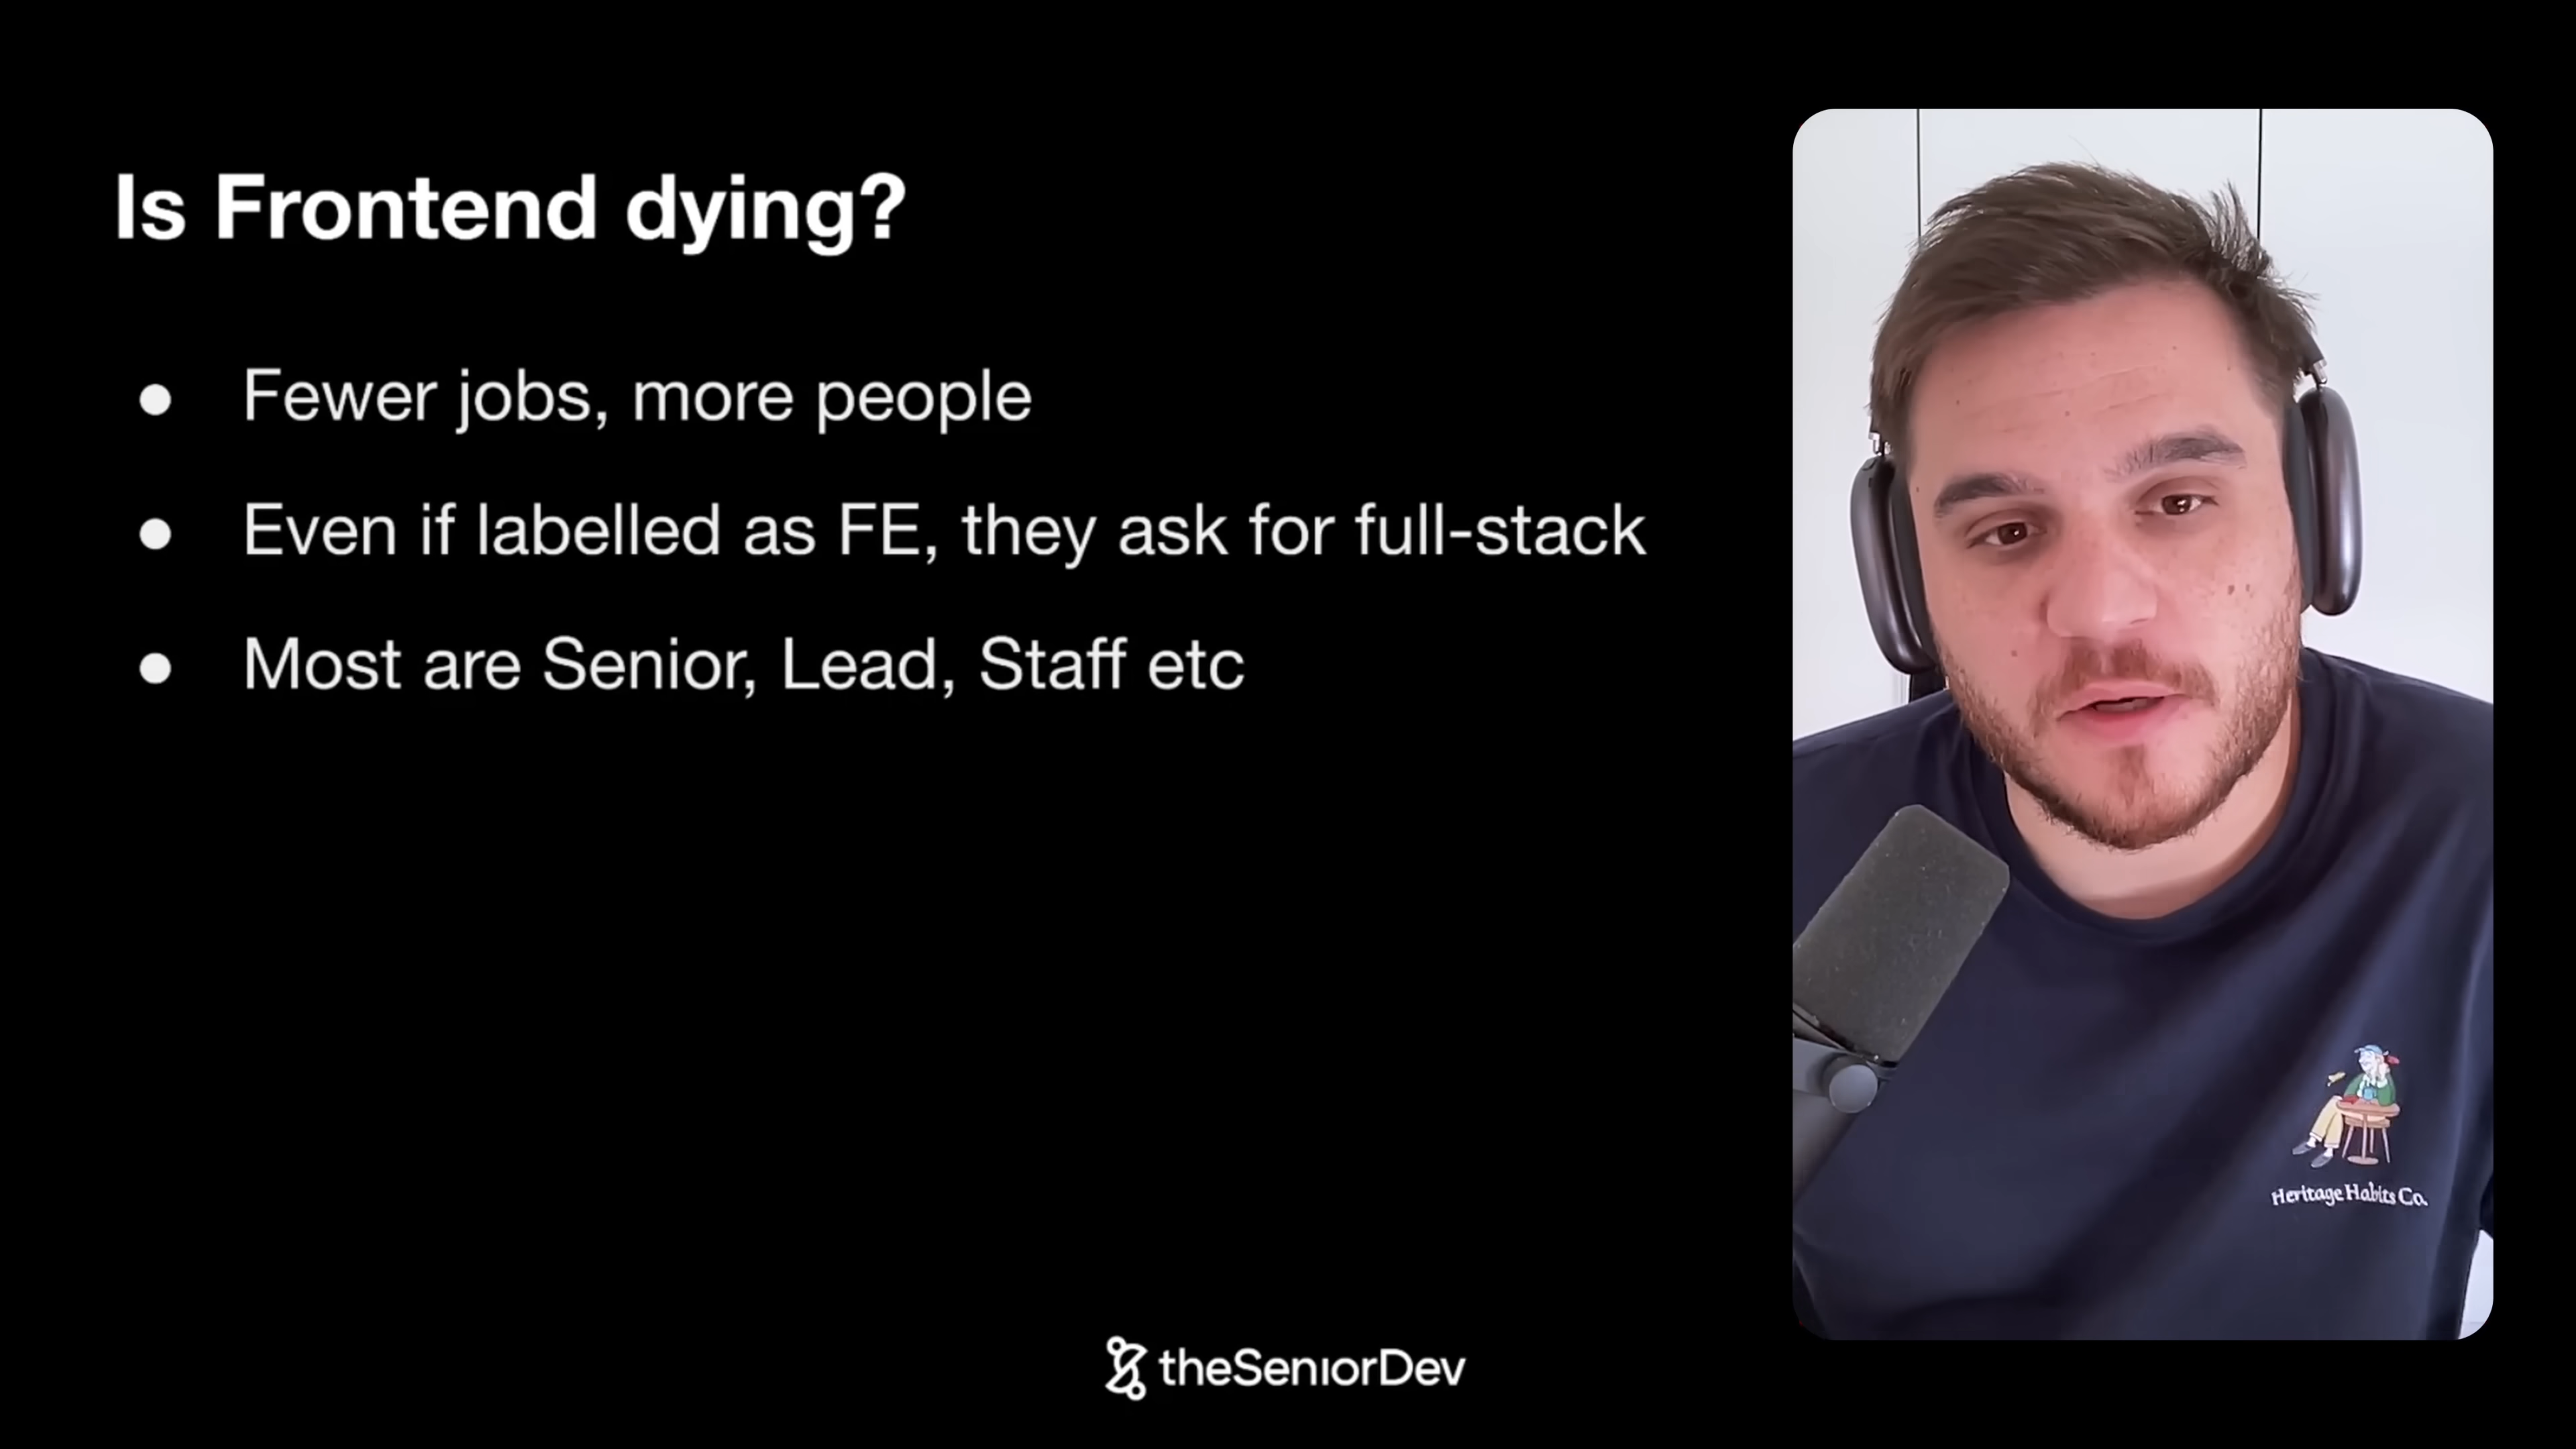 Is Frontend dying?
● Fewer jobs, more people
● Even if labelled as FE, they ask for full-stack
● Most are Senior, Lead, Staff etc
Heritage Habits Co.
theSeniorDev